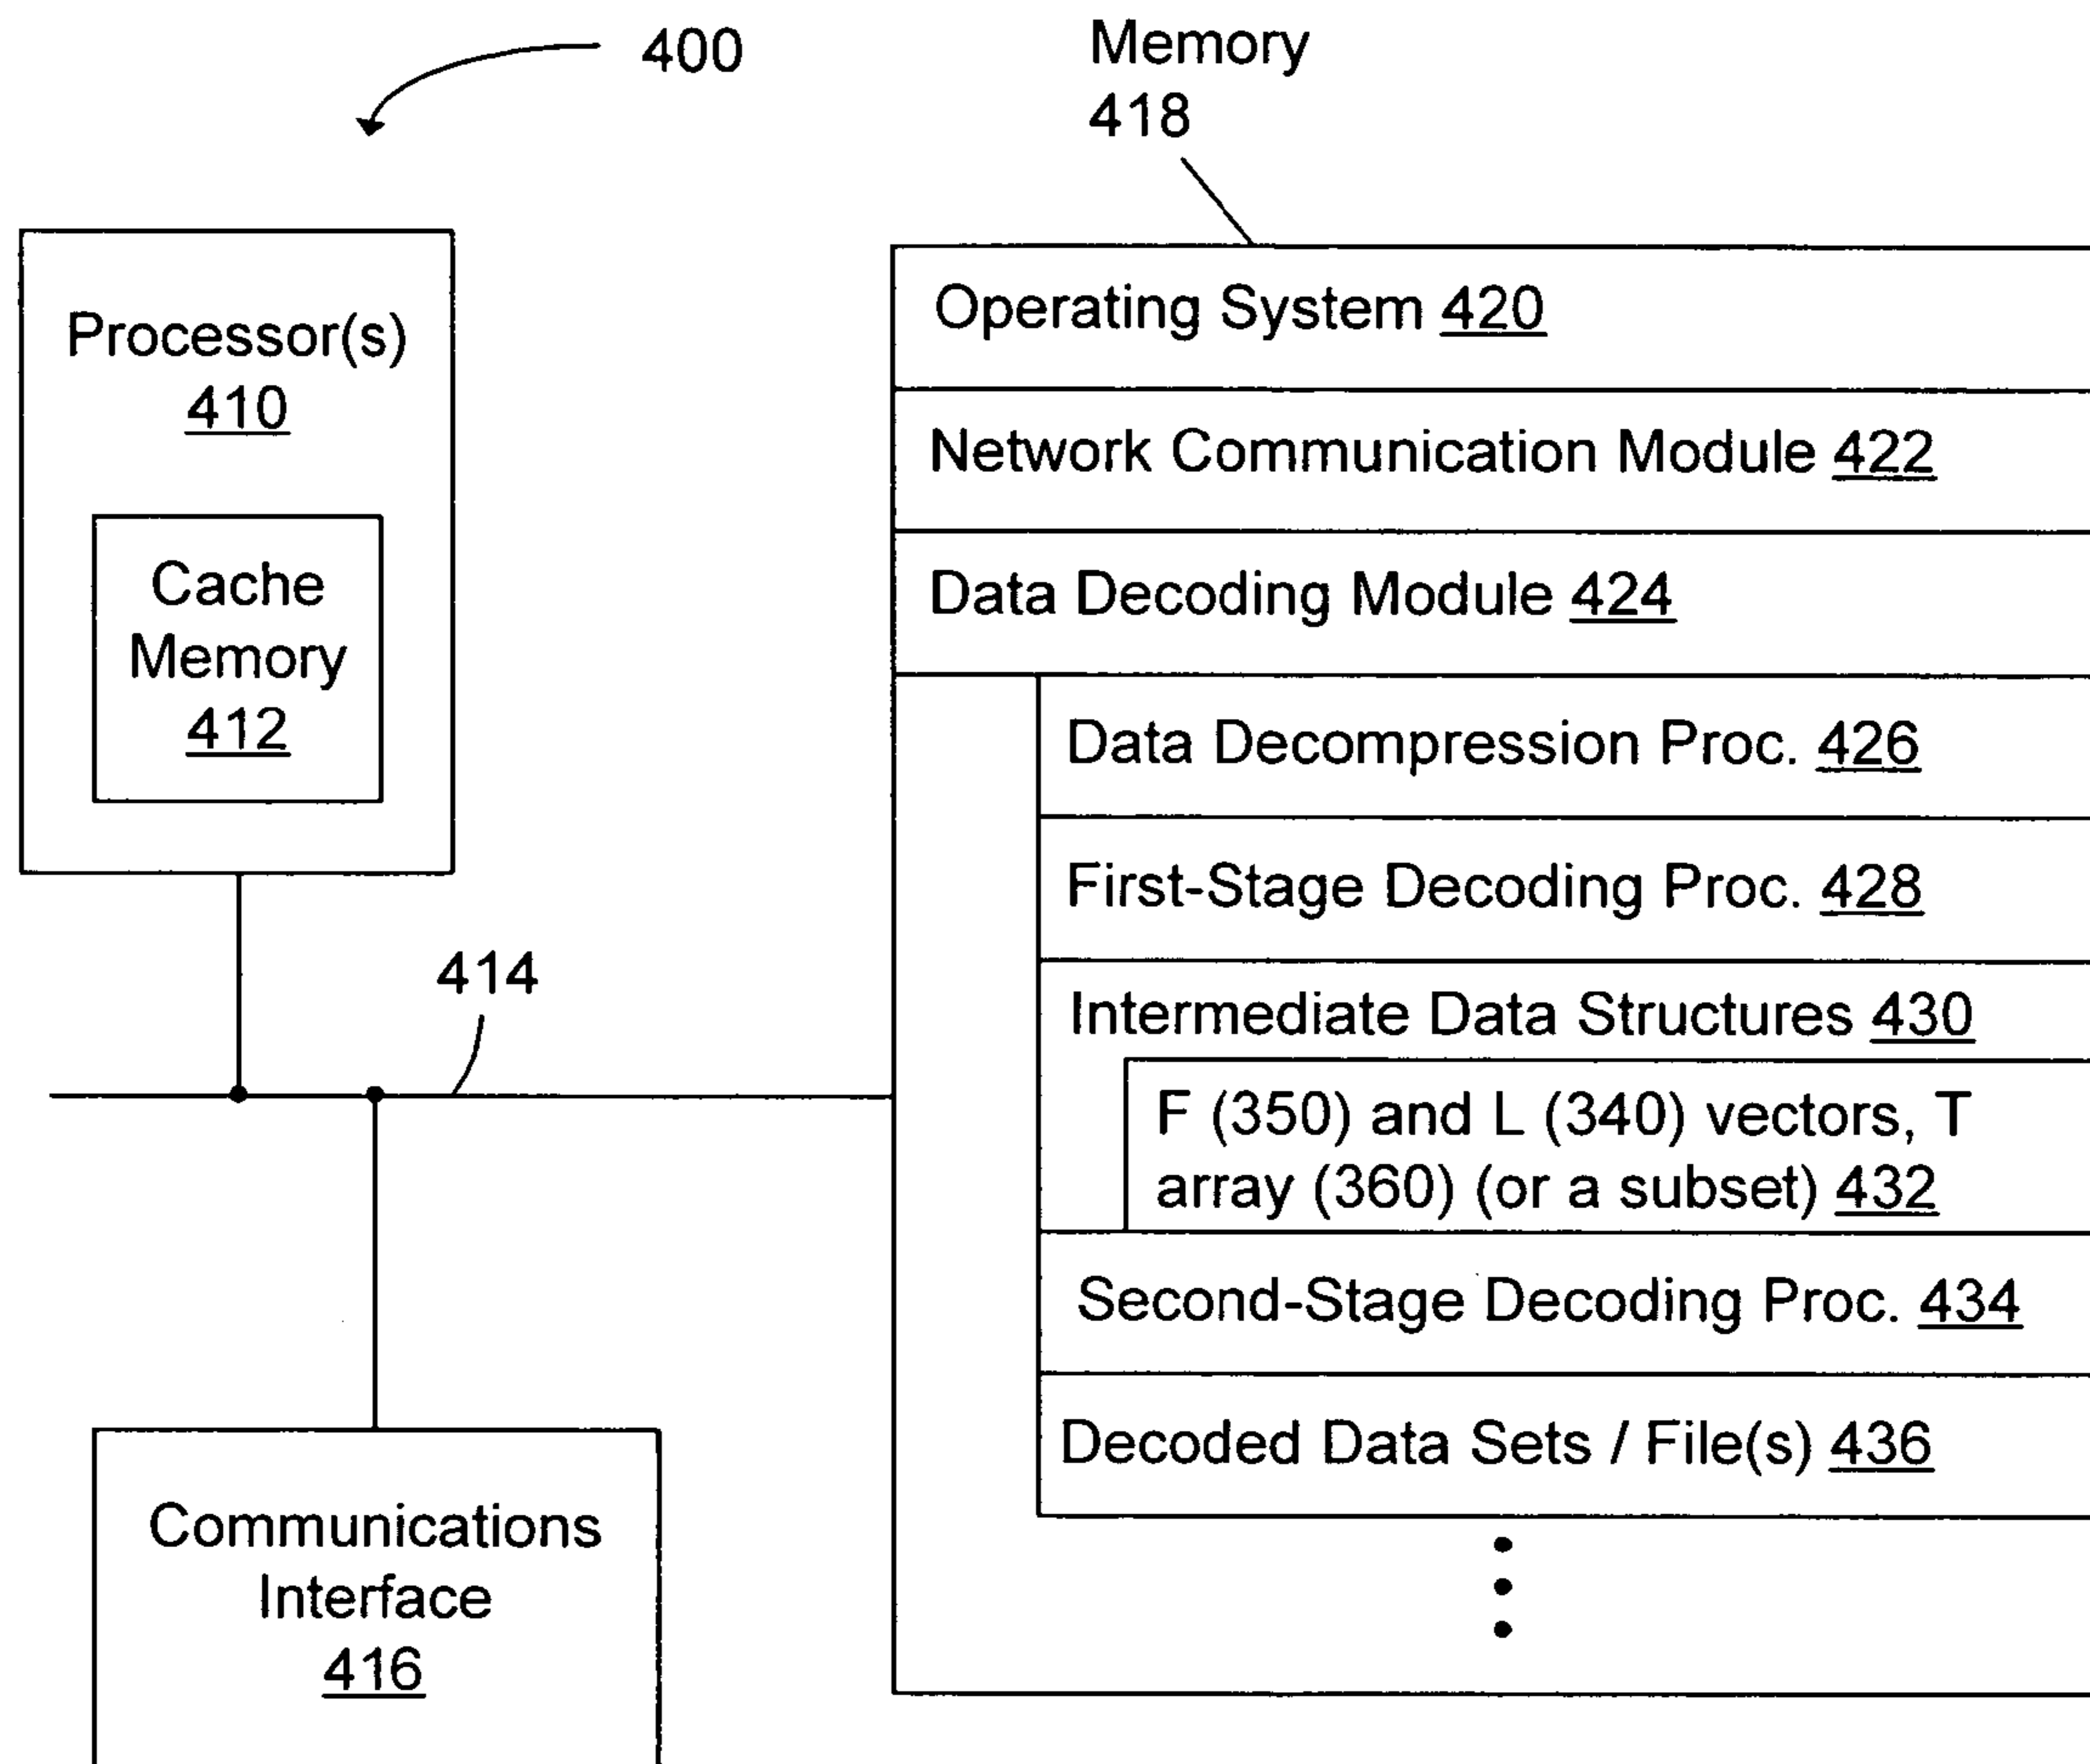 400
Memory
418
Processor(s)
410
Cache
Memory
412
414
Communications
Interface
416
Operating System 420
Network Communication Module 422
Data Decoding Module 424
Data Decompression Proc. 426
First-Stage Decoding Proc. 428
Intermediate Data Structures 430
F (350) and L (340) vectors, T
array (360) (or a subset) 432
Second-Stage Decoding Proc. 434
Decoded Data Sets / File(s) 436